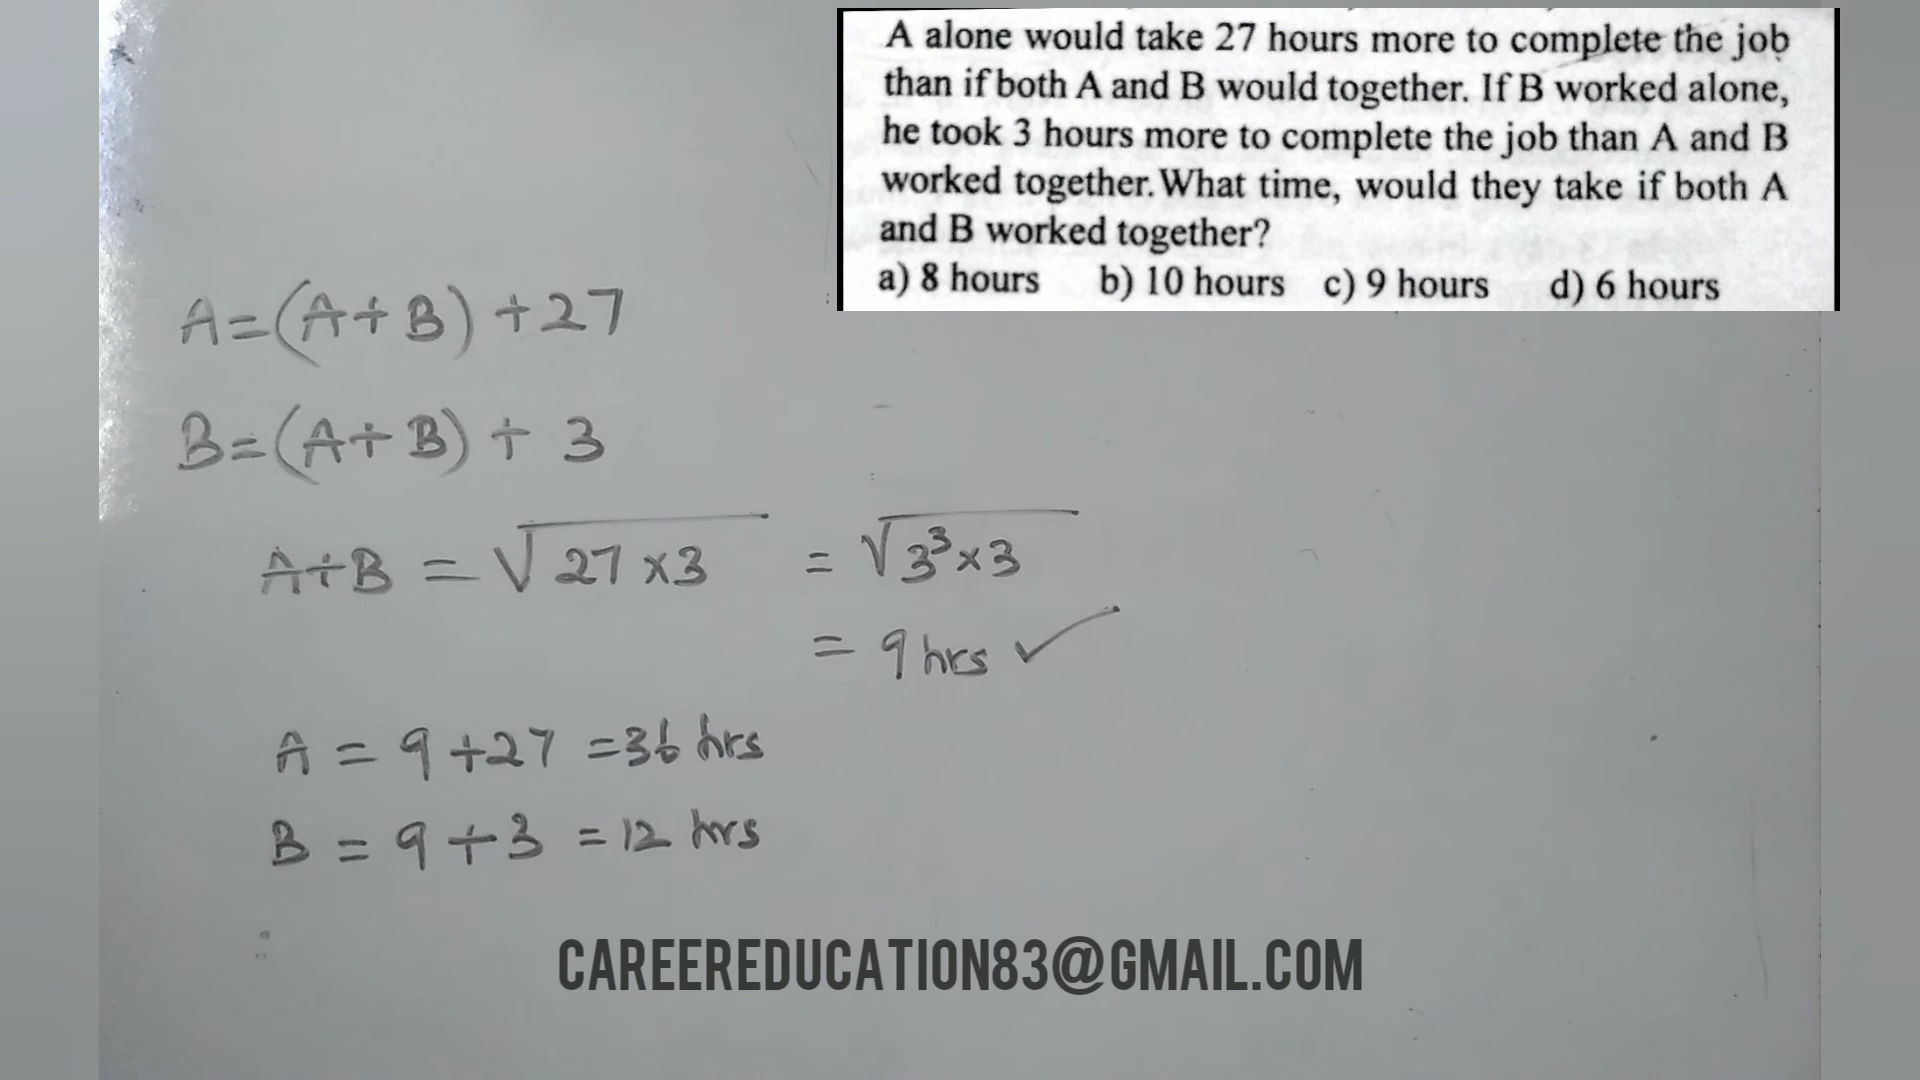 A alone would take 27 hours more to complete the job
than if both A and B would together. If B worked alone,
he took 3 hours more to complete the job than A and B
worked together. What time, would they take if both A
and B worked together?
a) 8 hours b) 10 hours c) 9 hours d) 6 hours
A=(A+B)+27
B=(A+B)+ 3
A+B = √27×3 = √3³×3
= 9 hrs ✓
A = 9+27 =36 hrs
B = 9+3 =12 hrs
CAREEREDUCATION83@GMAIL.COM